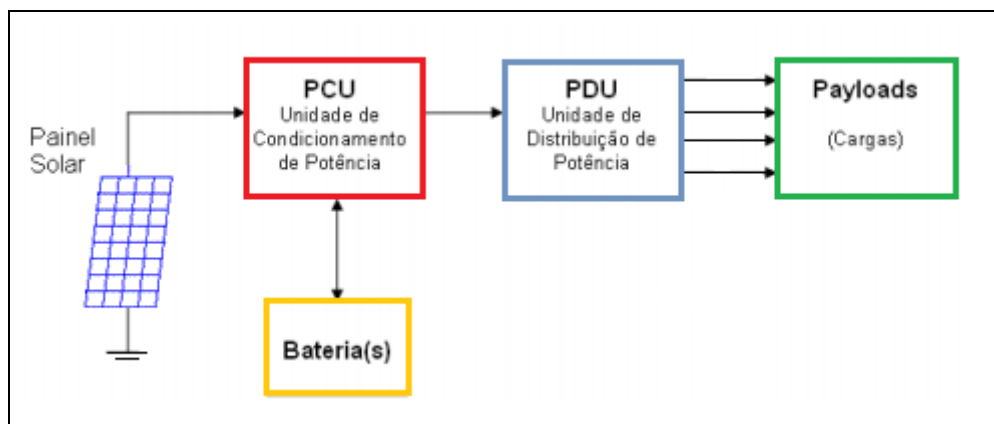 Painel
Solar
PCU
Unidade de
Condicionamento
de Potência
PDU
Unidade de
Distribuição de
Potência
Payloads
(Cargas)
Bateria(s)